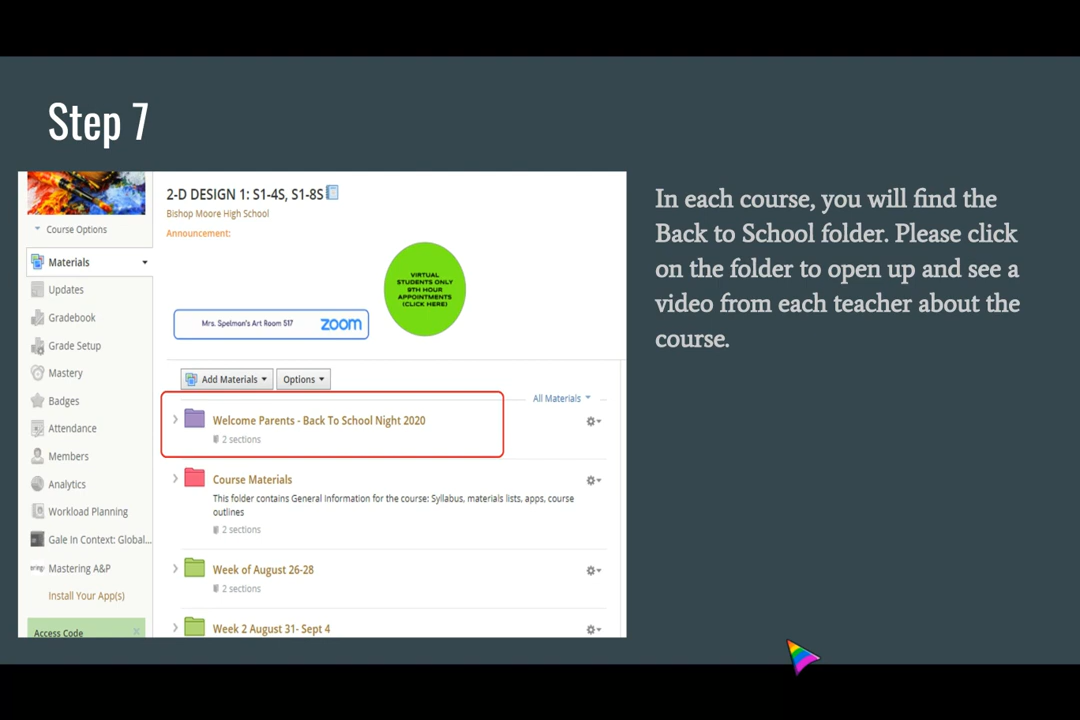 Step 7
2-D DESIGN 1: S1-4S, S1-8S
Bishop Moore High School
Announcement:
Course Options
Materials
Updates
Gradebook
Grade Setup
Mastery
Badges
Attendance
Members
Analytics
Workload Planning
Gale In Context: Global...
Mastering A&P
Install Your App(s)
Access Code
VIRTUAL
STUDENTS ONLY
9TH HOUR
APPOINTMENTS
(CLICK HERE)
Mrs. Spelman's Art Room 517 zoom
Add Materials Options
All Materials
Welcome Parents - Back To School Night 2020
2 sections
Course Materials
This folder contains General Information for the course: Syllabus, materials lists, apps, course
outlines
2 sections
Week of August 26-28
2 sections
Week 2 August 31- Sept 4
In each course, you will find the
Back to School folder. Please click
on the folder to open up and see a
video from each teacher about the
course.